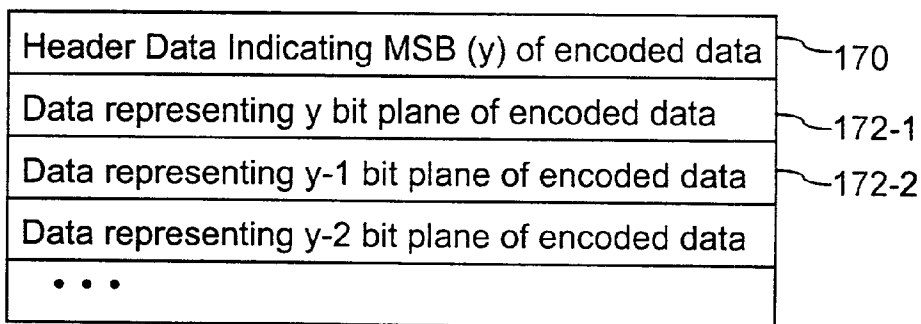 Header Data Indicating MSB (y) of encoded data 170
Data representing y bit plane of encoded data 172-1
Data representing y-1 bit plane of encoded data 172-2
Data representing y-2 bit plane of encoded data
• • •